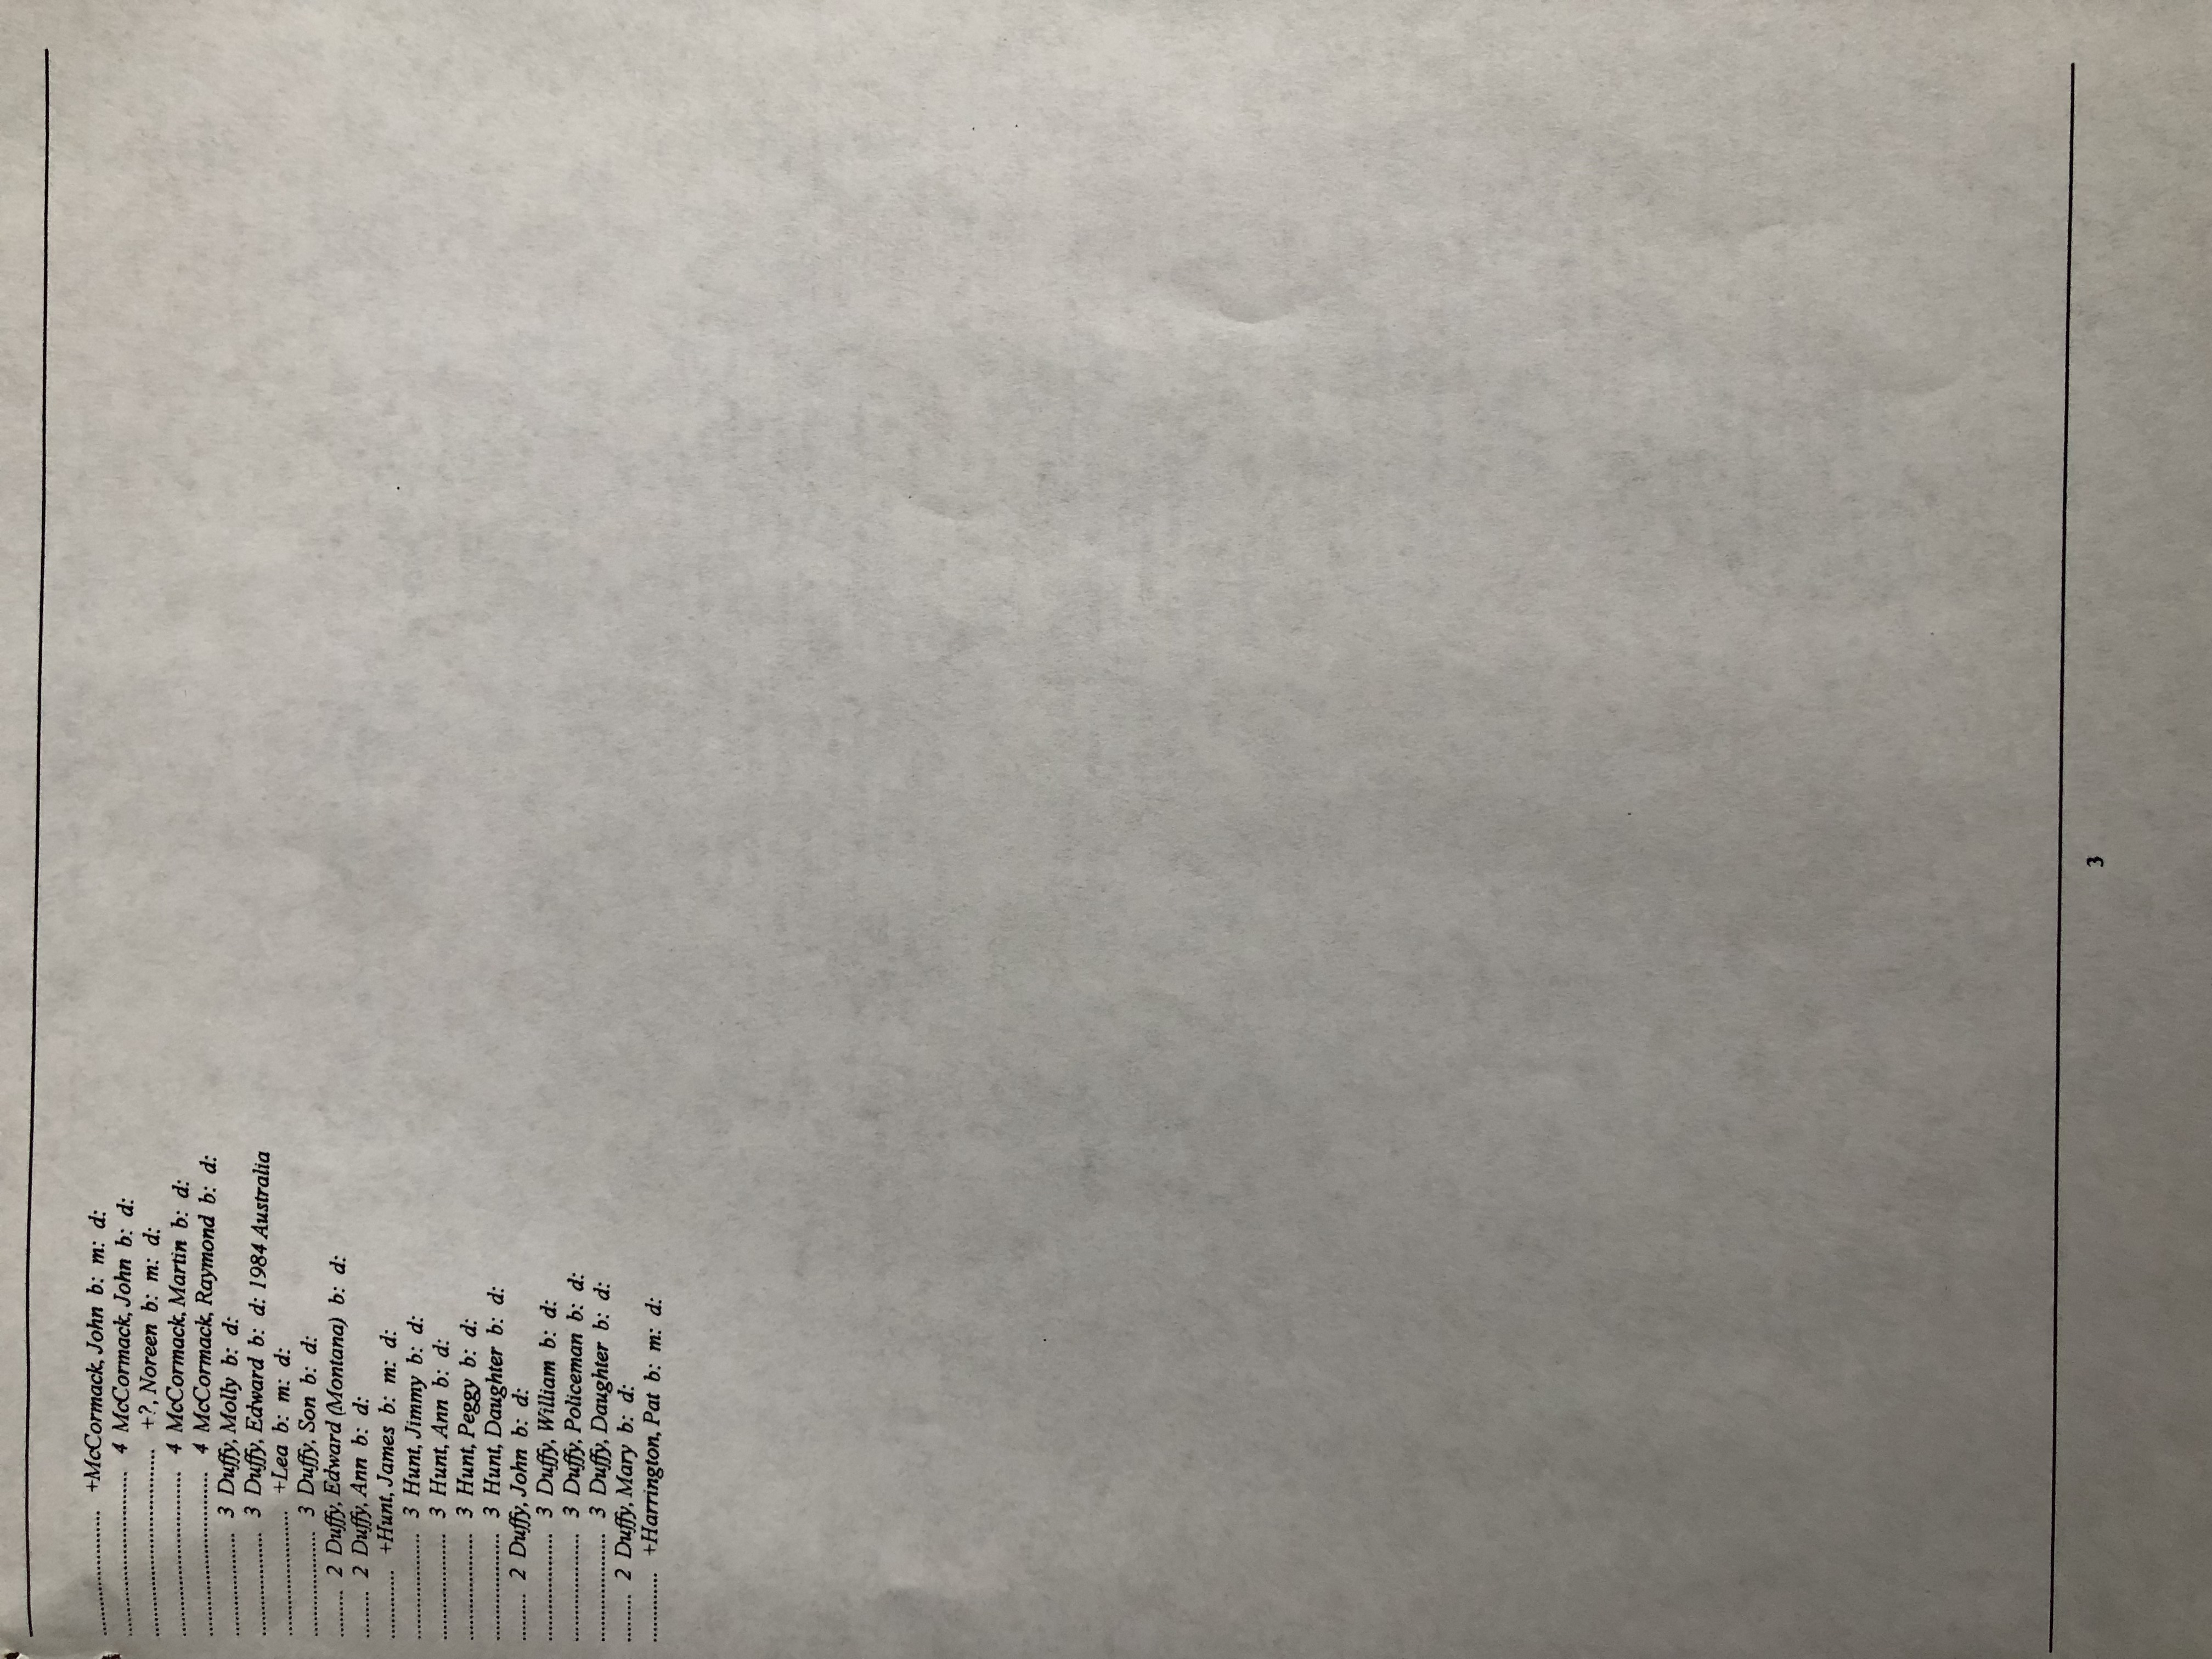 ........................ +McCormack, John b: m: d:
................................ 4 McCormack, John b: d:
.................................... +?, Noreen b: m: d:
................................ 4 McCormack, Martin b: d:
................................ 4 McCormack, Raymond b: d:
.................... 3 Duffy, Molly b: d:
.................... 3 Duffy, Edward b: d: 1984 Australia
........................ +Lea b: m: d:
.................... 3 Duffy, Son b: d:
......... 2 Duffy, Edward (Montana) b: d:
......... 2 Duffy, Ann b: d:
............. +Hunt, James b: m: d:
.................... 3 Hunt, Jimmy b: d:
.................... 3 Hunt, Ann b: d:
.................... 3 Hunt, Peggy b: d:
.................... 3 Hunt, Daughter b: d:
......... 2 Duffy, John b: d:
.................... 3 Duffy, William b: d:
.................... 3 Duffy, Policeman b: d:
.................... 3 Duffy, Daughter b: d:
......... 2 Duffy, Mary b: d:
............. +Harrington, Pat b: m: d:
3